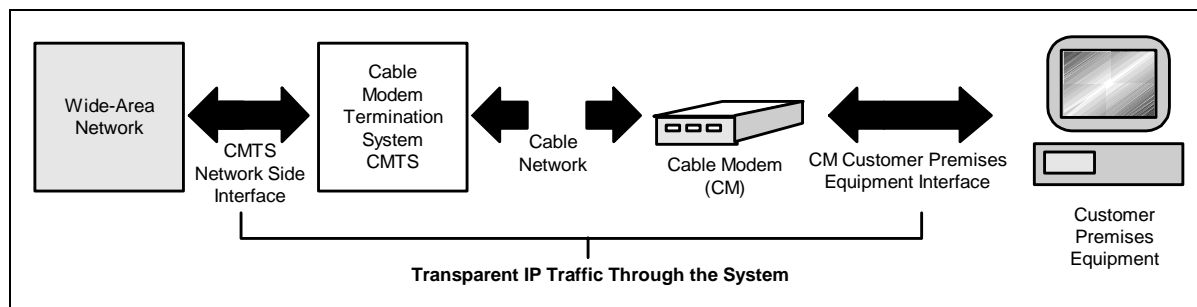 Wide-Area
Network
CMTS
Network Side
Interface
Cable
Modem
Termination
System
CMTS
Cable
Network
Cable Modem
(CM)
CM Customer Premises
Equipment Interface
Customer
Premises
Equipment
Transparent IP Traffic Through the System